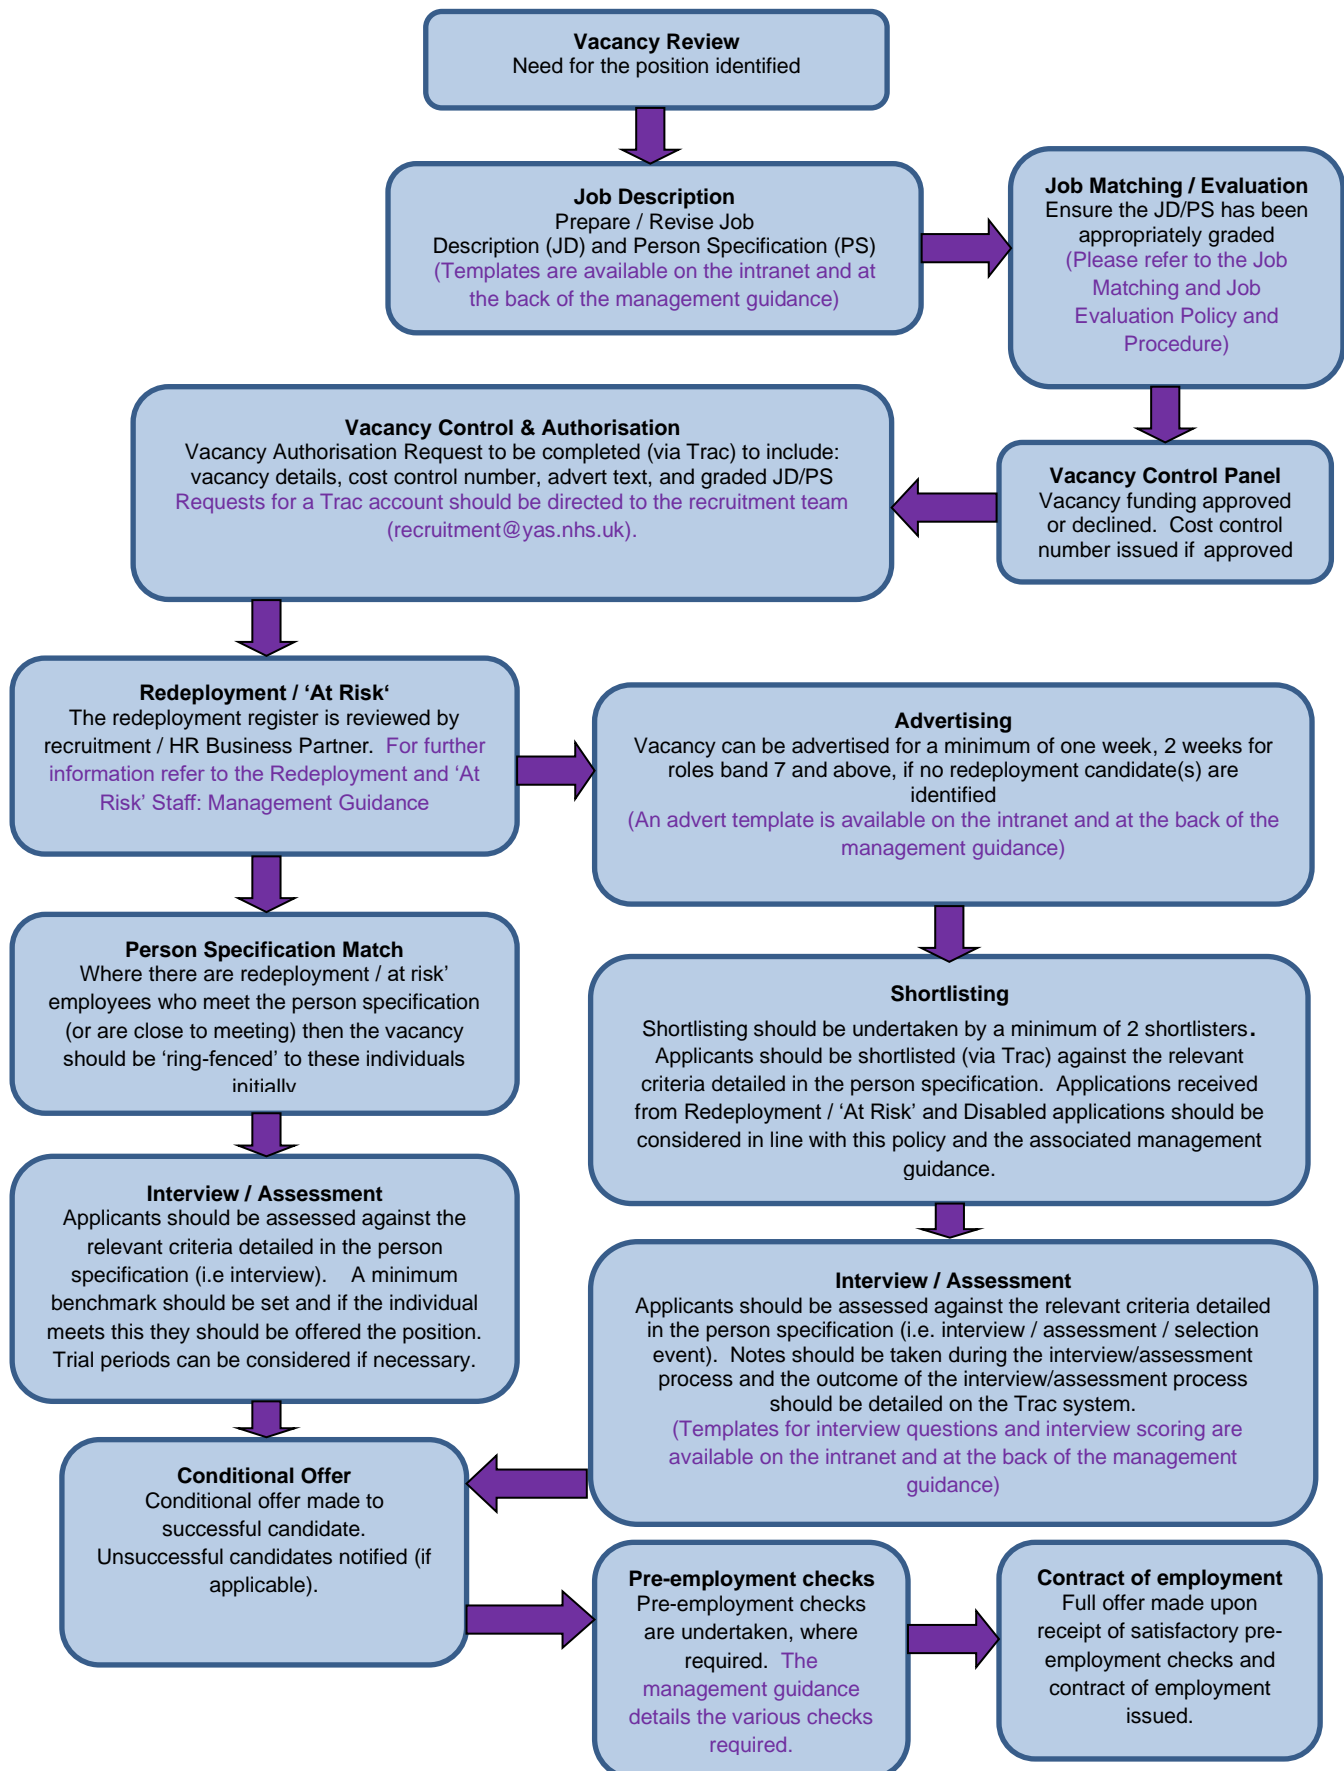 Vacancy Review
Need for the position identified
Job Description
Prepare / Revise Job
Description (JD) and Person Specification (PS)
(Templates are available on the intranet and at
the back of the management guidance)
Job Matching / Evaluation
Ensure the JD/PS has been
appropriately graded
(Please refer to the Job
Matching and Job
Evaluation Policy and
Procedure)
Vacancy Control Panel
Vacancy funding approved
or declined.  Cost control
number issued if approved
Vacancy Control & Authorisation
Vacancy Authorisation Request to be completed (via Trac) to include:
vacancy details, cost control number, advert text, and graded JD/PS
Requests for a Trac account should be directed to the recruitment team
(recruitment@yas.nhs.uk).
Redeployment / ‘At Risk‘
The redeployment register is reviewed by
recruitment / HR Business Partner.  For further
information refer to the Redeployment and ‘At
Risk’ Staff: Management Guidance
Advertising
Vacancy can be advertised for a minimum of one week, 2 weeks for
roles band 7 and above, if no redeployment candidate(s) are
identified
(An advert template is available on the intranet and at the back of the
management guidance)
Person Specification Match
Where there are redeployment / at risk’
employees who meet the person specification
(or are close to meeting) then the vacancy
should be ‘ring-fenced’ to these individuals
initially
Shortlisting
Shortlisting should be undertaken by a minimum of 2 shortlisters.
Applicants should be shortlisted (via Trac) against the relevant
criteria detailed in the person specification.  Applications received
from Redeployment / ‘At Risk’ and Disabled applications should be
considered in line with this policy and the associated management
guidance.
Interview / Assessment
Applicants should be assessed against the
relevant criteria detailed in the person
specification (i.e interview).    A minimum
benchmark should be set and if the individual
meets this they should be offered the position.
Trial periods can be considered if necessary.
Interview / Assessment
Applicants should be assessed against the relevant criteria detailed
in the person specification (i.e. interview / assessment / selection
event).  Notes should be taken during the interview/assessment
process and the outcome of the interview/assessment process
should be detailed on the Trac system.
(Templates for interview questions and interview scoring are
available on the intranet and at the back of the management
guidance)
Conditional Offer
Conditional offer made to
successful candidate.
Unsuccessful candidates notified (if
applicable).
Pre-employment checks
Pre-employment checks
are undertaken, where
required.  The
management guidance
details the various checks
required.
Contract of employment
Full offer made upon
receipt of satisfactory pre-
employment checks and
contract of employment
issued.